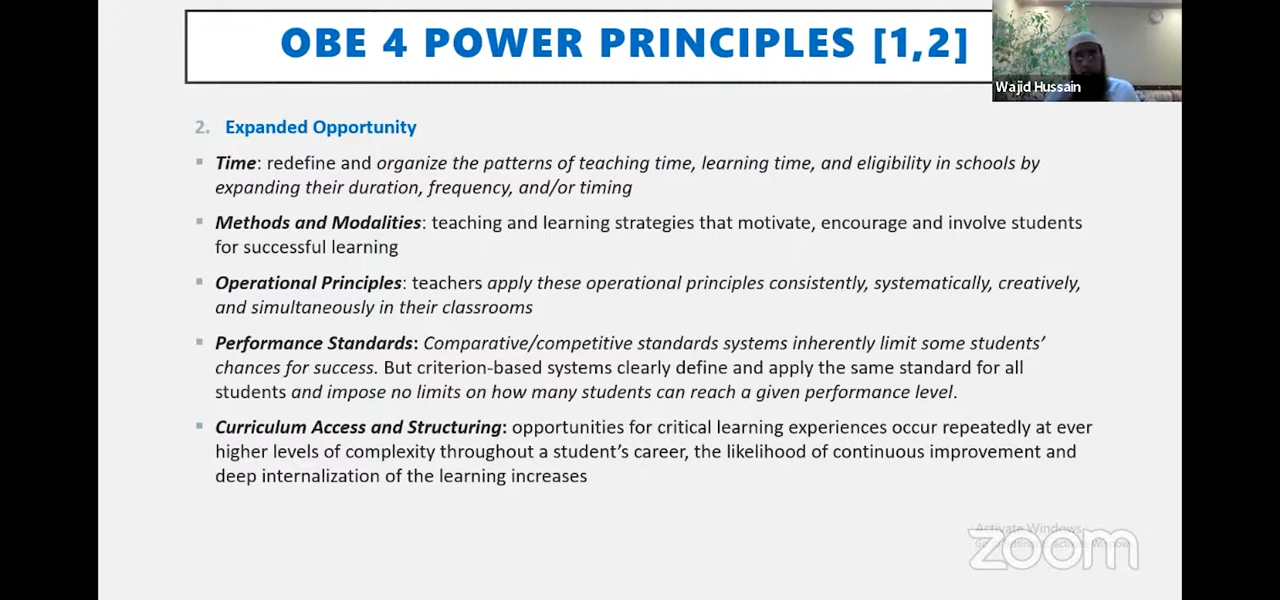 OBE 4 POWER PRINCIPLES [1,2]
Wajid Hussain
2. Expanded Opportunity
▪ Time: redefine and organize the patterns of teaching time, learning time, and eligibility in schools by
expanding their duration, frequency, and/or timing
▪ Methods and Modalities: teaching and learning strategies that motivate, encourage and involve students
for successful learning
▪ Operational Principles: teachers apply these operational principles consistently, systematically, creatively,
and simultaneously in their classrooms
▪ Performance Standards: Comparative/competitive standards systems inherently limit some students’
chances for success. But criterion-based systems clearly define and apply the same standard for all
students and impose no limits on how many students can reach a given performance level.
▪ Curriculum Access and Structuring: opportunities for critical learning experiences occur repeatedly at ever
higher levels of complexity throughout a student’s career, the likelihood of continuous improvement and
deep internalization of the learning increases
Activate Windows
zoom